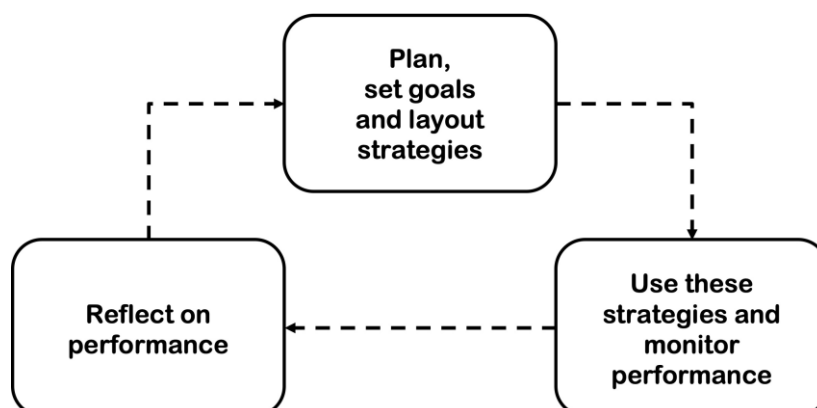 Plan,
set goals
and layout
strategies
Use these
strategies and
monitor
performance
Reflect on
performance